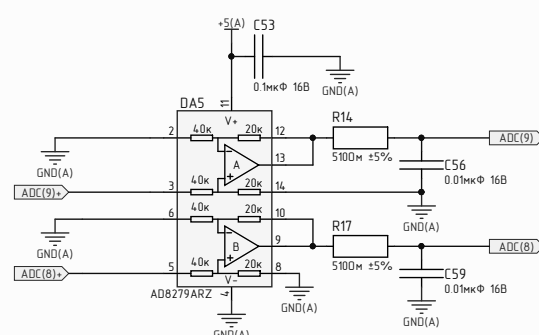 +5(А)
C53
0.1мкФ 16В
GND(A)
DA5
11
V+
R14
2
40к
20к
12
5100м ±5%
ADC(9)
A
13
GND(A)
C56
0.01мкФ 16В
ADC(9)+
3
40к
20к
14
GND(A)
6
40к
20к
10
R17
B
9
ADC(8)
GND(A)
5100м ±5%
C59
0.01мкФ 16В
ADC(8)+
5
40к
20к
8
V-
AD8279ARZ
4
GND(A)
GND(A)
GND(A)